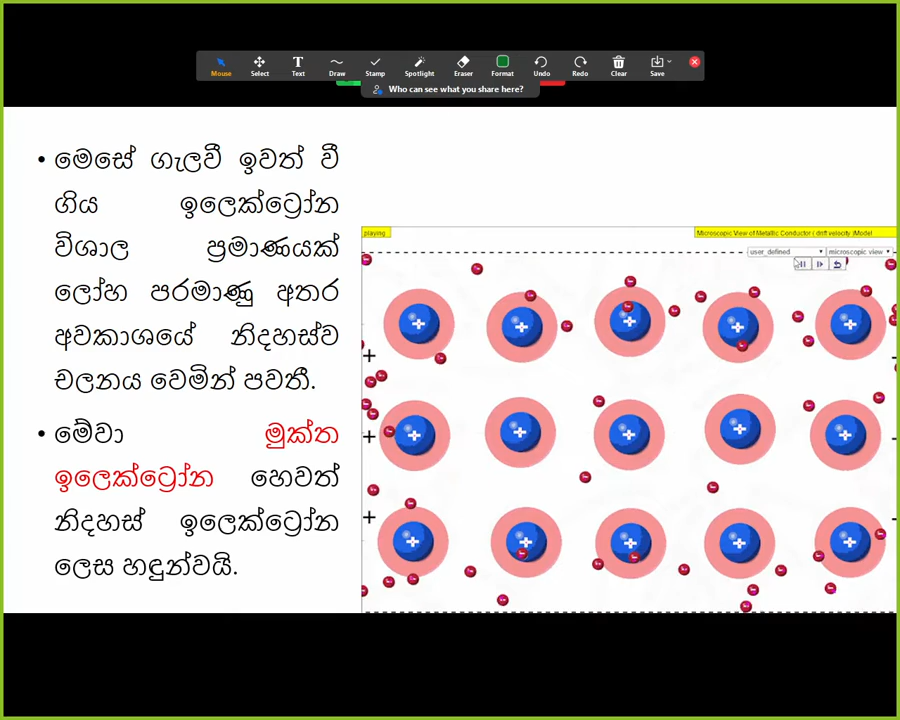 Mouse Select Text Draw Stamp Spotlight Eraser Format Undo Redo Clear Save
Who can see what you share here?
• මෙසේ ගැලවී ඉවත් වී
ගිය ඉලෙක්ට්‍රෝන
විශාල ප්‍රමාණයක්
ලෝහ පරමාණු අතර
අවකාශයේ නිදහස්ව
චලනය වෙමින් පවතී.
• මේවා මුක්ත
ඉලෙක්ට්‍රෝන හෙවත්
නිදහස් ඉලෙක්ට්‍රෝන
ලෙස හඳුන්වයි.
playing
Microscopic View of Metallic Conductor ( drift velocity )Model
user_defined microscopic view